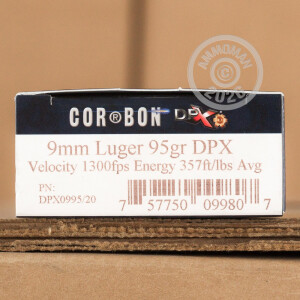 AMMOMAN
2020
COR®BON DPX
9mm Luger 95gr DPX
Velocity 1300fps Energy 357ft/lbs Avg
PN:
DPX0995/20
7 57750 09980 7